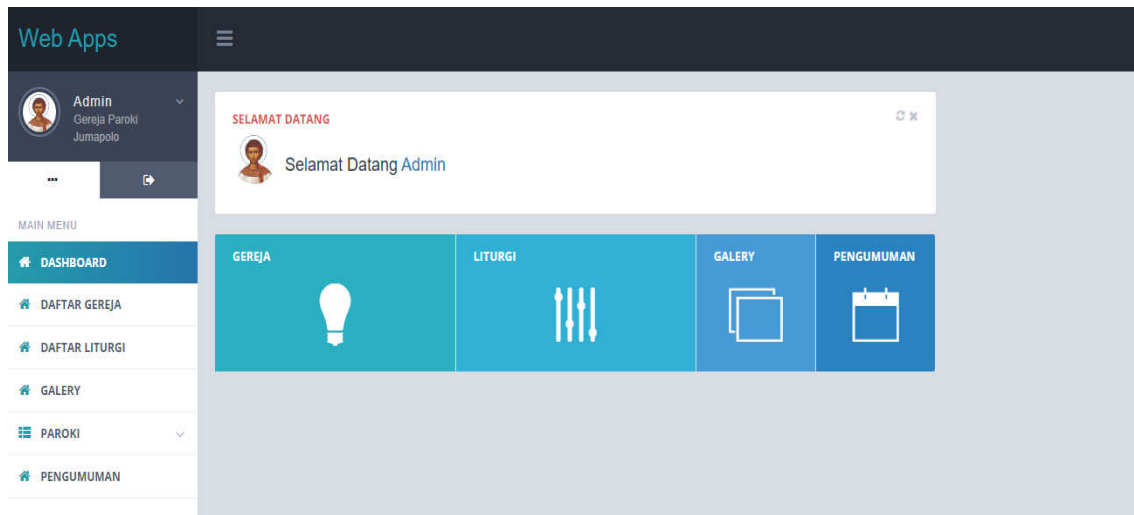 Web Apps
Admin
Gereja Paroki
Jumapolo
MAIN MENU
DASHBOARD
DAFTAR GEREJA
DAFTAR LITURGI
GALERY
PAROKI
PENGUMUMAN
SELAMAT DATANG
Selamat Datang Admin
GEREJA
LITURGI
GALERY
PENGUMUMAN